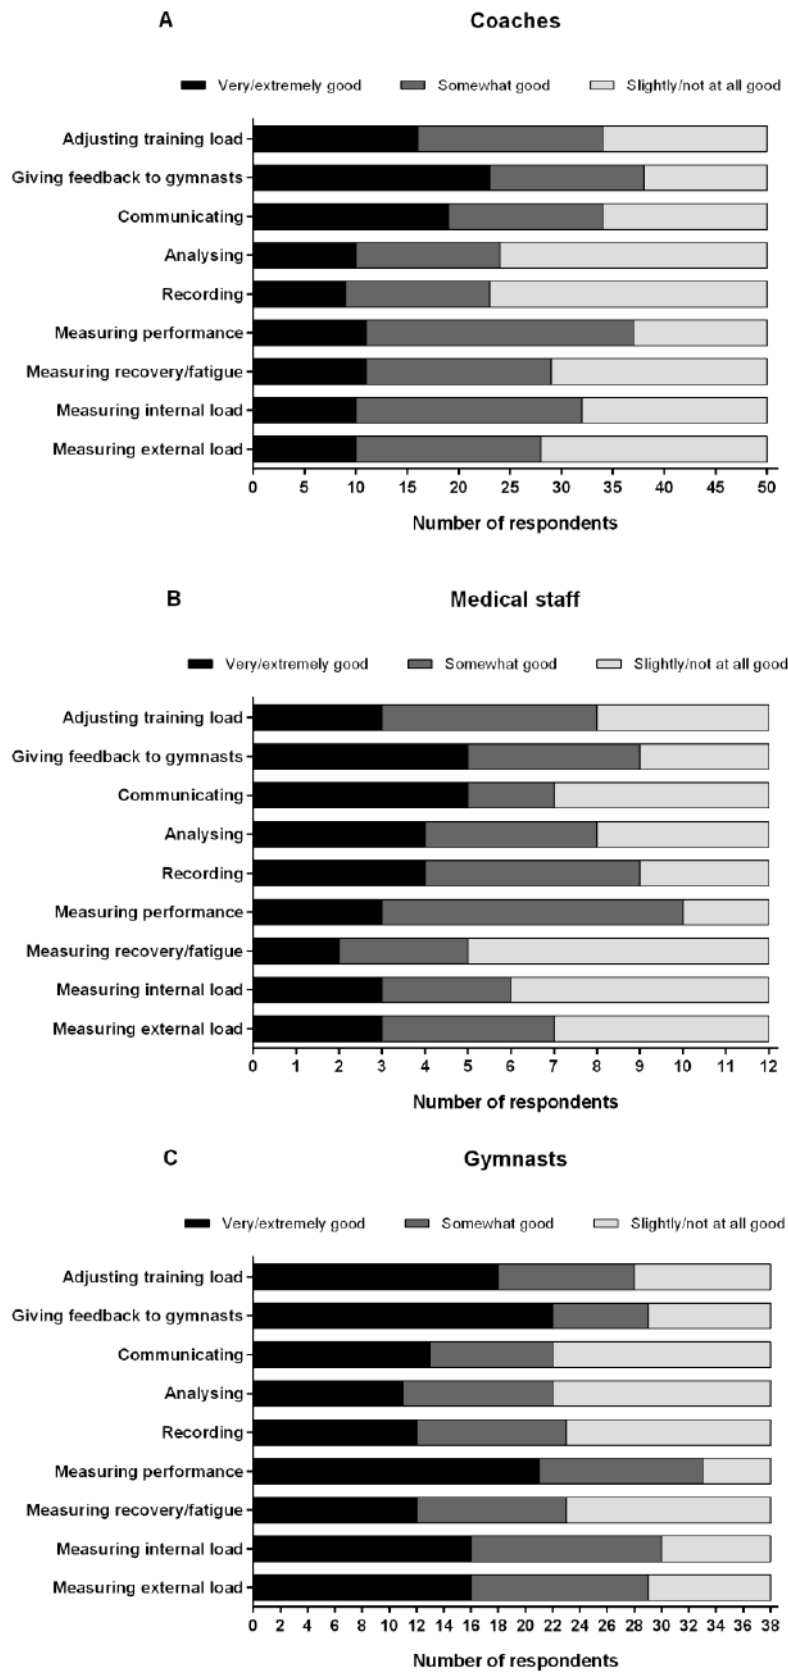 A Coaches
Very/extremely good Somewhat good Slightly/not at all good
Adjusting training load
Giving feedback to gymnasts
Communicating
Analysing
Recording
Measuring performance
Measuring recovery/fatigue
Measuring internal load
Measuring external load
0 5 10 15 20 25 30 35 40 45 50
Number of respondents
B Medical staff
Very/extremely good Somewhat good Slightly/not at all good
Adjusting training load
Giving feedback to gymnasts
Communicating
Analysing
Recording
Measuring performance
Measuring recovery/fatigue
Measuring internal load
Measuring external load
0 1 2 3 4 5 6 7 8 9 10 11 12
Number of respondents
C Gymnasts
Very/extremely good Somewhat good Slightly/not at all good
Adjusting training load
Giving feedback to gymnasts
Communicating
Analysing
Recording
Measuring performance
Measuring recovery/fatigue
Measuring internal load
Measuring external load
0 2 4 6 8 10 12 14 16 18 20 22 24 26 28 30 32 34 36 38
Number of respondents